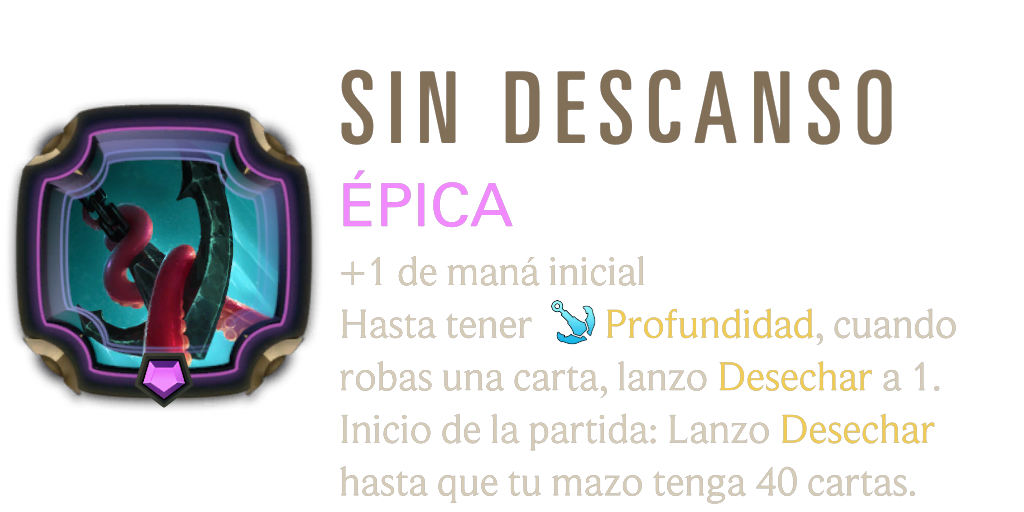 SIN DESCANSO
ÉPICA
+1 de maná inicial
Hasta tener Profundidad, cuando
robas una carta, lanzo Desechar a 1.
Inicio de la partida: Lanzo Desechar
hasta que tu mazo tenga 40 cartas.